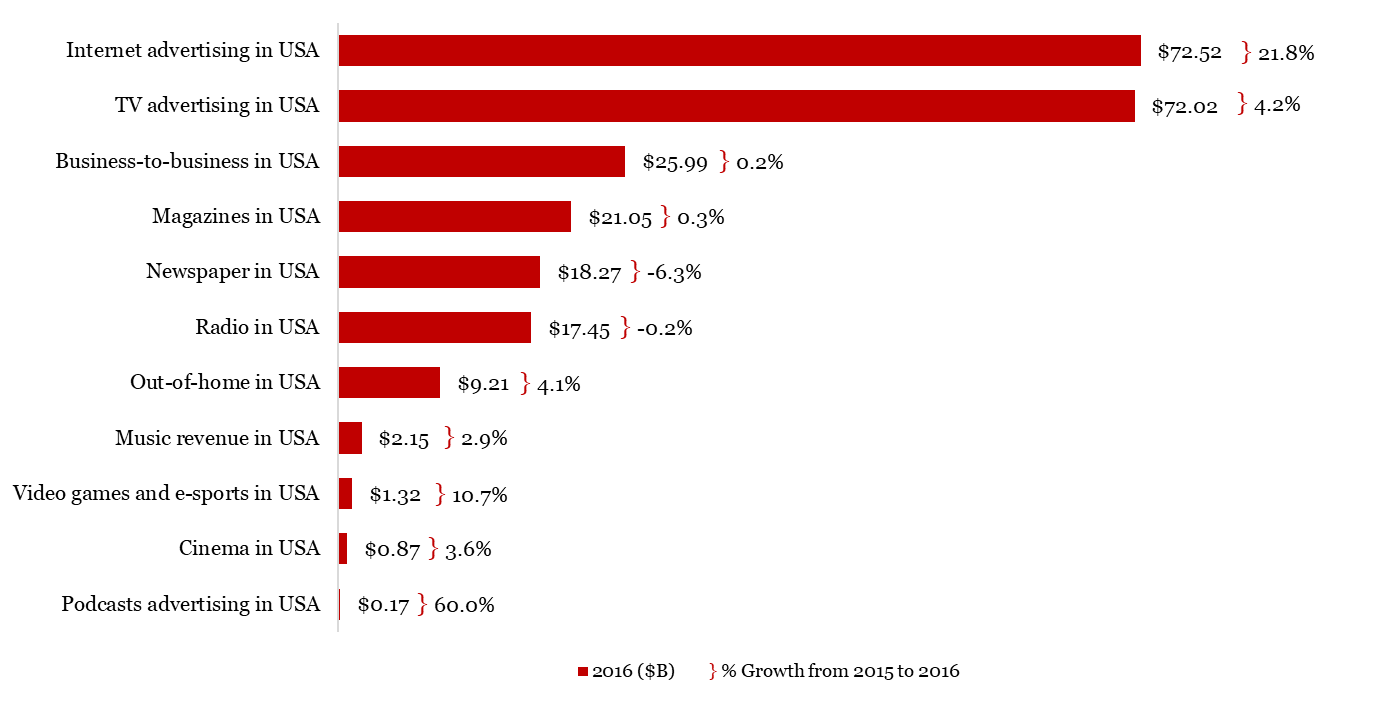 Internet advertising in USA $72.52 } 21.8%
TV advertising in USA $72.02 } 4.2%
Business-to-business in USA $25.99 } 0.2%
Magazines in USA $21.05 } 0.3%
Newspaper in USA $18.27 } -6.3%
Radio in USA $17.45 } -0.2%
Out-of-home in USA $9.21 } 4.1%
Music revenue in USA $2.15 } 2.9%
Video games and e-sports in USA $1.32 } 10.7%
Cinema in USA $0.87 } 3.6%
Podcasts advertising in USA $0.17 } 60.0%
2016 ($B) } % Growth from 2015 to 2016